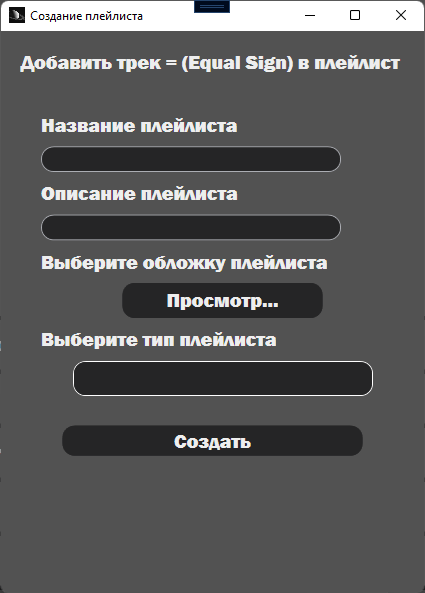 Создание плейлиста
Добавить трек = (Equal Sign) в плейлист
Название плейлиста
Описание плейлиста
Выберите обложку плейлиста
Просмотр...
Выберите тип плейлиста
Создать